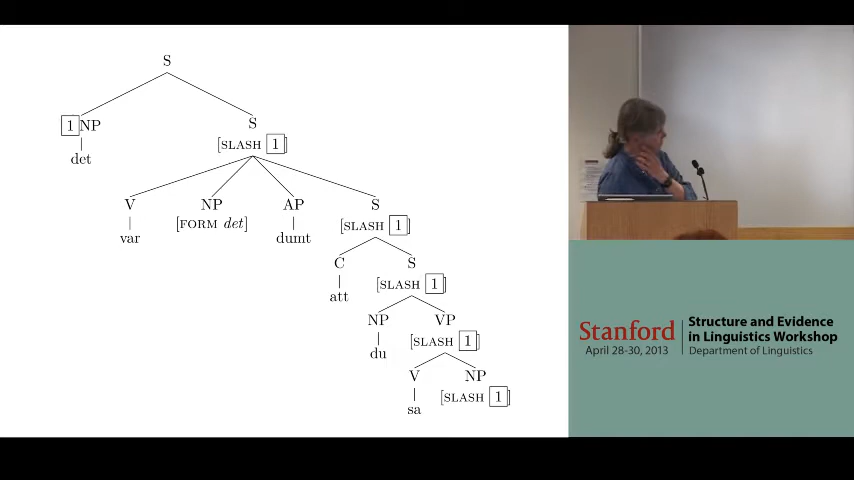 S
1 NP
S
det
[SLASH 1]
V
NP
AP
S
var
[FORM det]
dumt
[SLASH 1]
C
S
att
[SLASH 1]
NP
VP
du
[SLASH 1]
V
NP
sa
[SLASH 1]
Stanford
April 28-30, 2013
Structure and Evidence
in Linguistics Workshop
Department of Linguistics